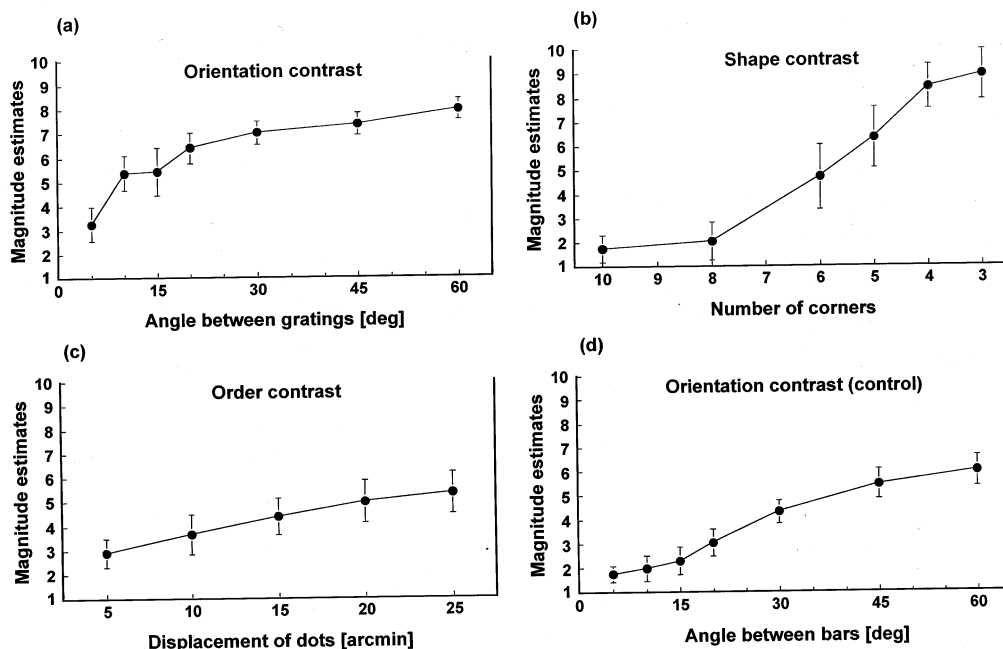 (a)
Orientation contrast
Magnitude estimates
10
9
8
7
6
5
4
3
2
1
0 15 30 45 60
Angle between gratings [deg]
(b)
Shape contrast
Magnitude estimates
10
9
8
7
6
5
4
3
2
1
10 9 8 7 6 5 4 3
Number of corners
(c)
Order contrast
Magnitude estimates
10
9
8
7
6
5
4
3
2
1
5 10 15 20 25
Displacement of dots [arcmin]
(d)
Orientation contrast (control)
Magnitude estimates
10
9
8
7
6
5
4
3
2
1
0 15 30 45 60
Angle between bars [deg]